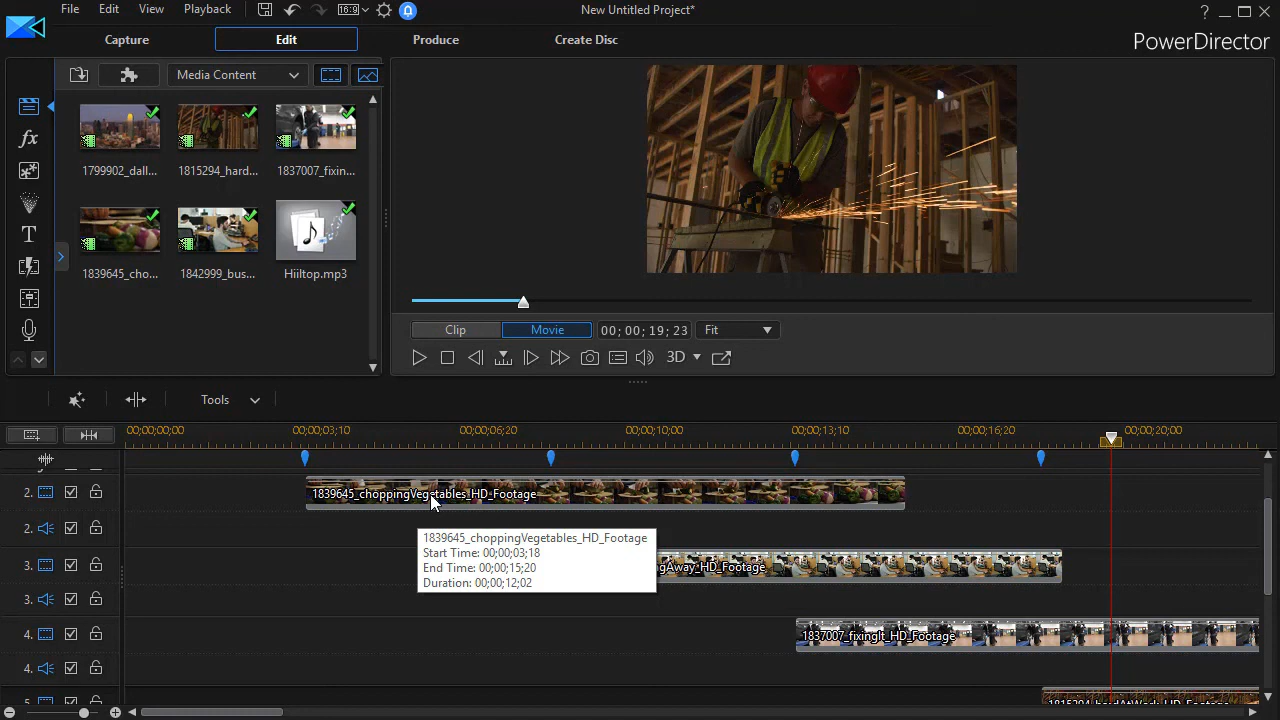 File Edit View Playback 16:9 New Untitled Project* ?
Capture Edit Produce Create Disc PowerDirector
Media Content
1799902_dall... 1815294_hard... 1837007_fixin...
1839645_cho... 1842999_bus... Hiiltop.mp3
fx
T
Clip Movie 00; 00; 19; 23 Fit
3D
Tools
00;00;00;00 00;00;03;10 00;00;06;20 00;00;10;00 00;00;13;10 00;00;16;20 00;00;20;00
2. 1839645_choppingVegetables_HD_Footage
2.
1839645_choppingVegetables_HD_Footage
Start Time: 00;00;03;18
End Time: 00;00;15;20
Duration: 00;00;12;02
3. gAway_HD_Footage
3.
4. 1837007_fixingIt_HD_Footage
4.
5. 1815294_hardAtWork_HD_Footage